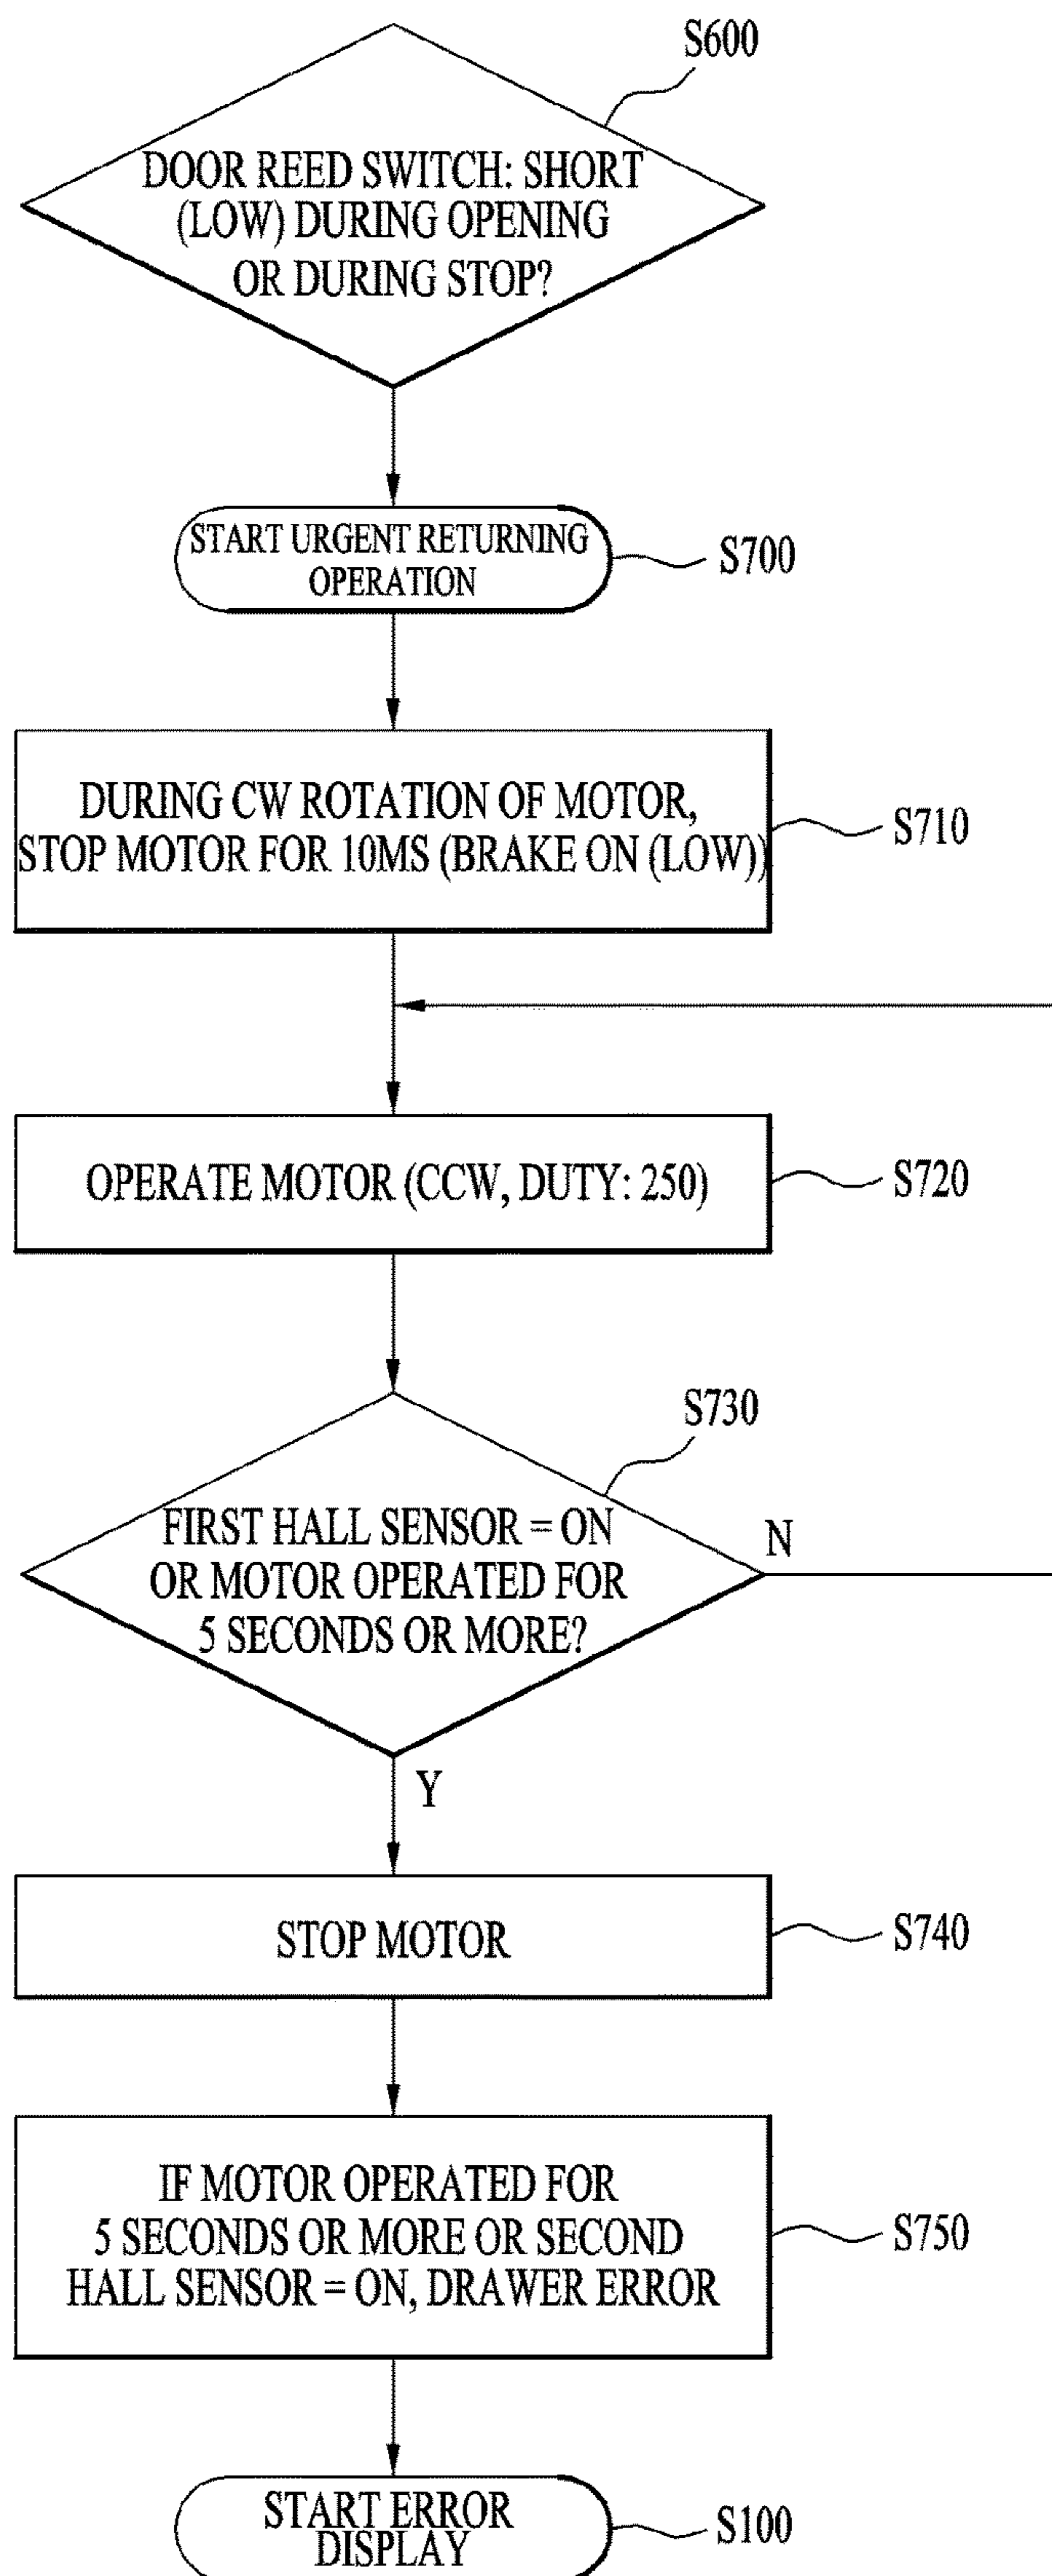 S600
DOOR REED SWITCH: SHORT
(LOW) DURING OPENING
OR DURING STOP?
START URGENT RETURNING
OPERATION
S700
DURING CW ROTATION OF MOTOR,
STOP MOTOR FOR 10MS (BRAKE ON (LOW))
S710
OPERATE MOTOR (CCW, DUTY: 250)
S720
S730
FIRST HALL SENSOR = ON
OR MOTOR OPERATED FOR
5 SECONDS OR MORE?
N
Y
STOP MOTOR
S740
IF MOTOR OPERATED FOR
5 SECONDS OR MORE OR SECOND
HALL SENSOR = ON, DRAWER ERROR
S750
START ERROR
DISPLAY
S100